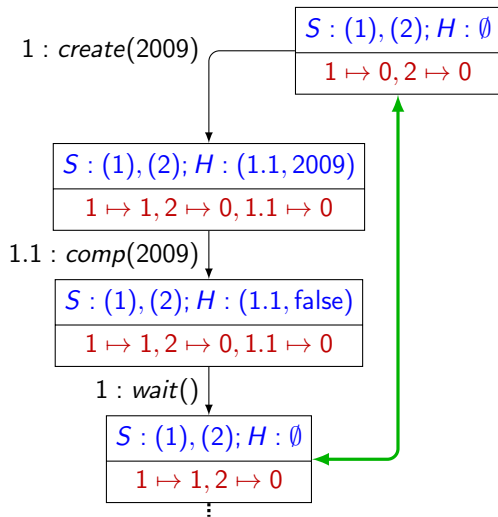 S : (1), (2); H : ∅
1 ↦ 0, 2 ↦ 0
1 : create(2009)
S : (1), (2); H : (1.1, 2009)
1 ↦ 1, 2 ↦ 0, 1.1 ↦ 0
1.1 : comp(2009)
S : (1), (2); H : (1.1, false)
1 ↦ 1, 2 ↦ 0, 1.1 ↦ 0
1 : wait()
S : (1), (2); H : ∅
1 ↦ 1, 2 ↦ 0